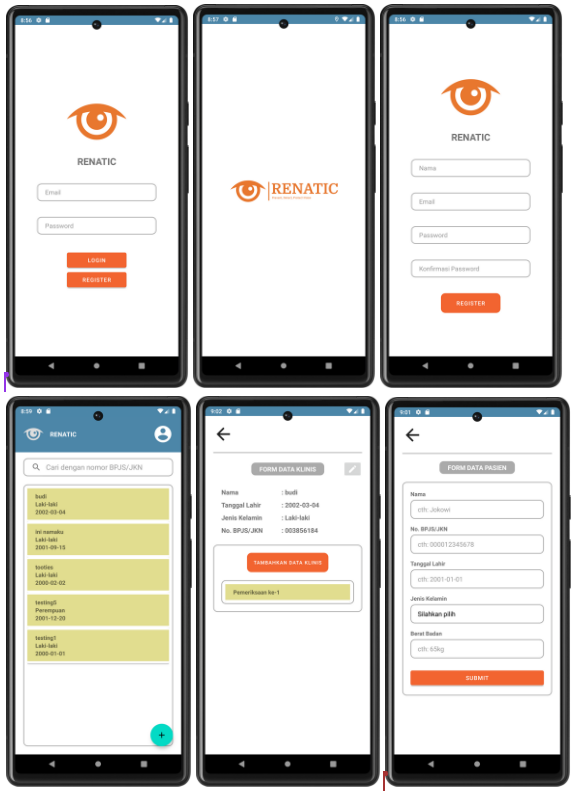 8:56
RENATIC
Email
Password
LOGIN
REGISTER
8:57
RENATIC
8:56
RENATIC
Nama
Email
Password
Konfirmasi Password
REGISTER
8:59
RENATIC
Cari dengan nomor BPJS/JKN
budi
Laki-laki
2002-03-04
ini namaku
Laki-laki
2001-09-15
testies
Laki-laki
2000-02-02
testing5
Perempuan
2001-12-20
testing1
Laki-laki
2000-01-01
+
9:02
FORM DATA KLINIS
Nama : budi
Tanggal Lahir : 2002-03-04
Jenis Kelamin : Laki-laki
No. BPJS/JKN : 003856184
TAMBAHKAN DATA KLINIS
Pemeriksaan ke-1
9:01
FORM DATA PASIEN
Nama
cth: Jokowi
No. BPJS/JKN
cth: 000012345678
Tanggal Lahir
cth: 2001-01-01
Jenis Kelamin
Silahkan pilih
Berat Badan
cth: 65kg
SUBMIT